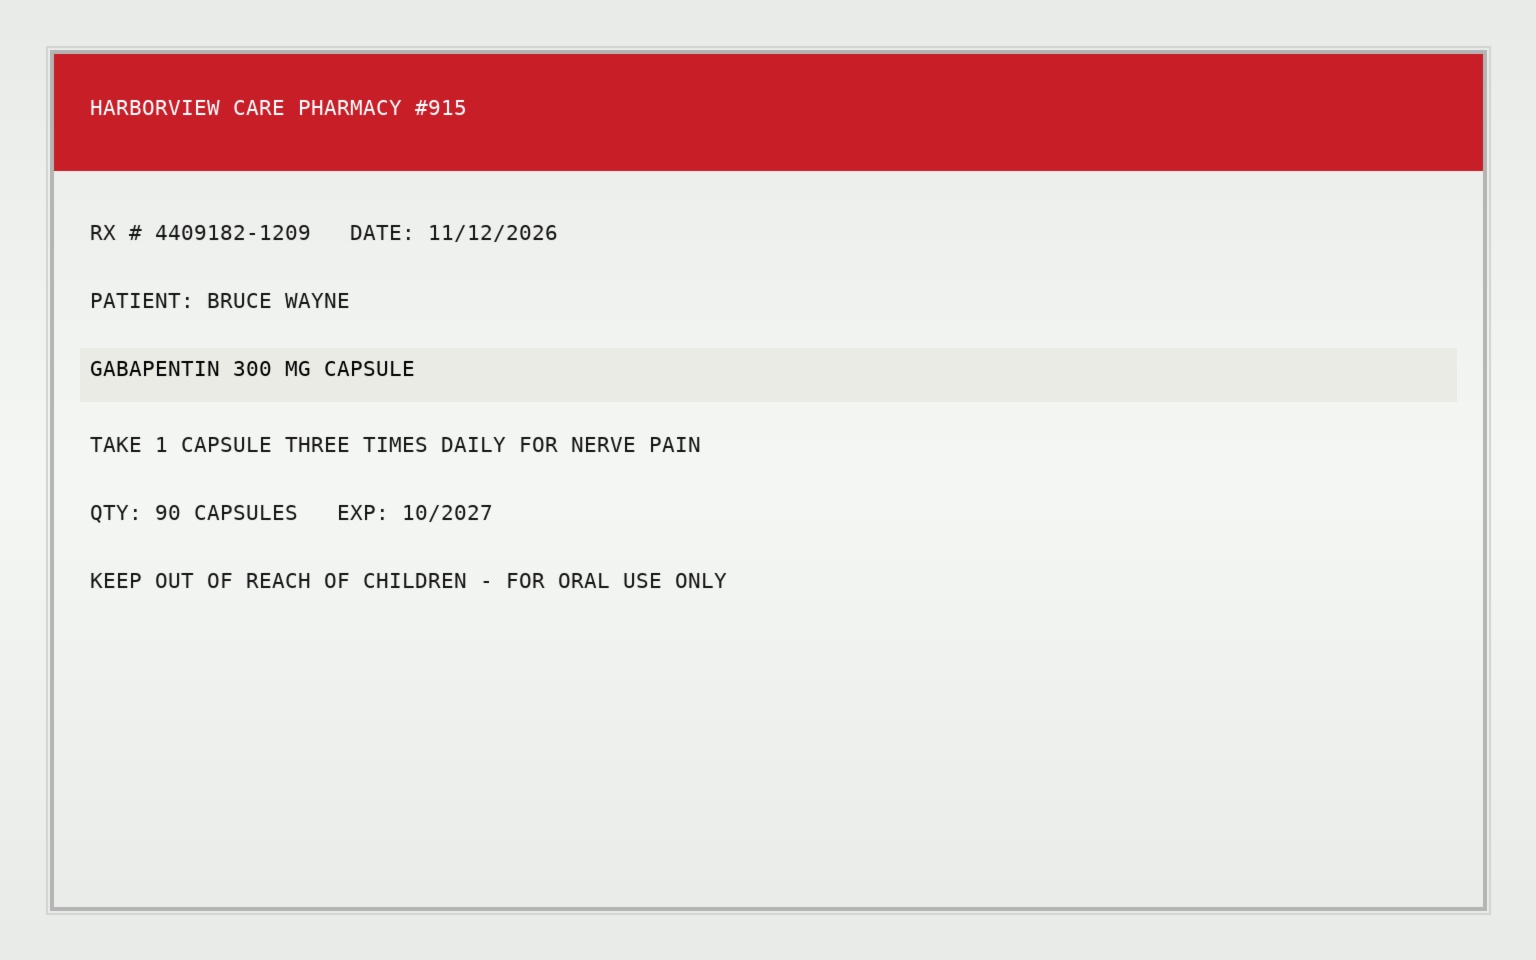 HARBORVIEW CARE PHARMACY #915
RX # 4409182-1209   DATE: 11/12/2026
PATIENT: BRUCE WAYNE
GABAPENTIN 300 MG CAPSULE
TAKE 1 CAPSULE THREE TIMES DAILY FOR NERVE PAIN
QTY: 90 CAPSULES   EXP: 10/2027
KEEP OUT OF REACH OF CHILDREN - FOR ORAL USE ONLY